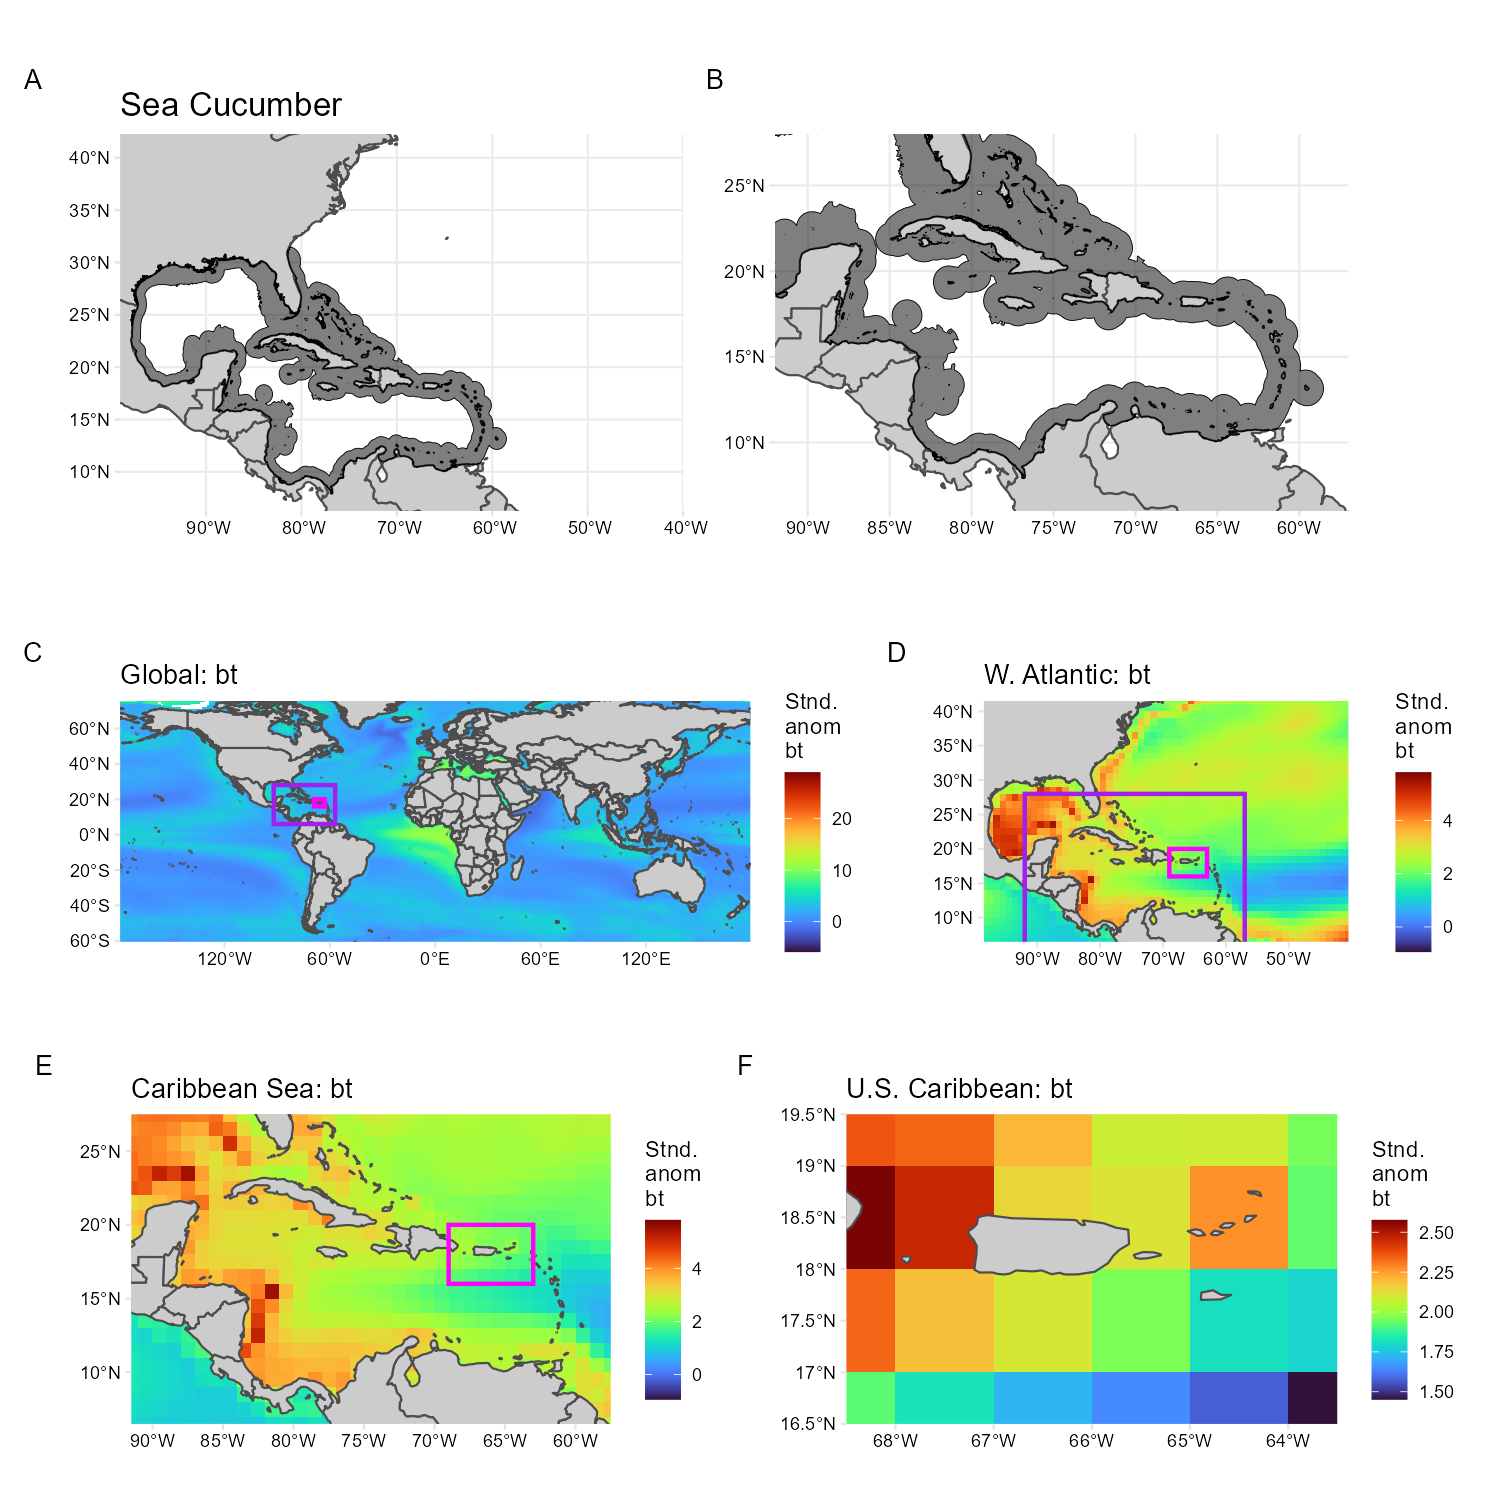 A
B
Sea Cucumber
40°N
35°N
30°N
25°N
20°N
15°N
10°N
90°W 80°W 70°W 60°W 50°W 40°W
25°N
20°N
15°N
10°N
90°W 85°W 80°W 75°W 70°W 65°W 60°W
C
Global: bt
60°N
40°N
20°N
0°N
20°S
40°S
60°S
120°W 60°W 0°E 60°E 120°E
Stnd.
anom
bt
20
10
0
D
W. Atlantic: bt
40°N
35°N
30°N
25°N
20°N
15°N
10°N
90°W 80°W 70°W 60°W 50°W
Stnd.
anom
bt
4
2
0
E
Caribbean Sea: bt
25°N
20°N
15°N
10°N
90°W 85°W 80°W 75°W 70°W 65°W 60°W
Stnd.
anom
bt
4
2
0
F
U.S. Caribbean: bt
19.5°N
19°N
18.5°N
18°N
17.5°N
17°N
16.5°N
68°W 67°W 66°W 65°W 64°W
Stnd.
anom
bt
2.50
2.25
2.00
1.75
1.50